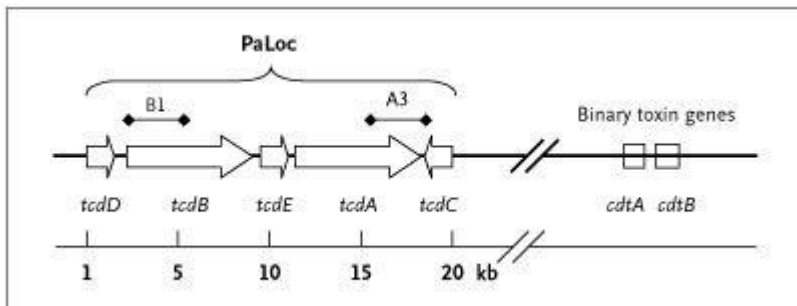 PaLoc
B1
A3
Binary toxin genes
tcdD tcdB tcdE tcdA tcdC cdtA cdtB
1 5 10 15 20 kb